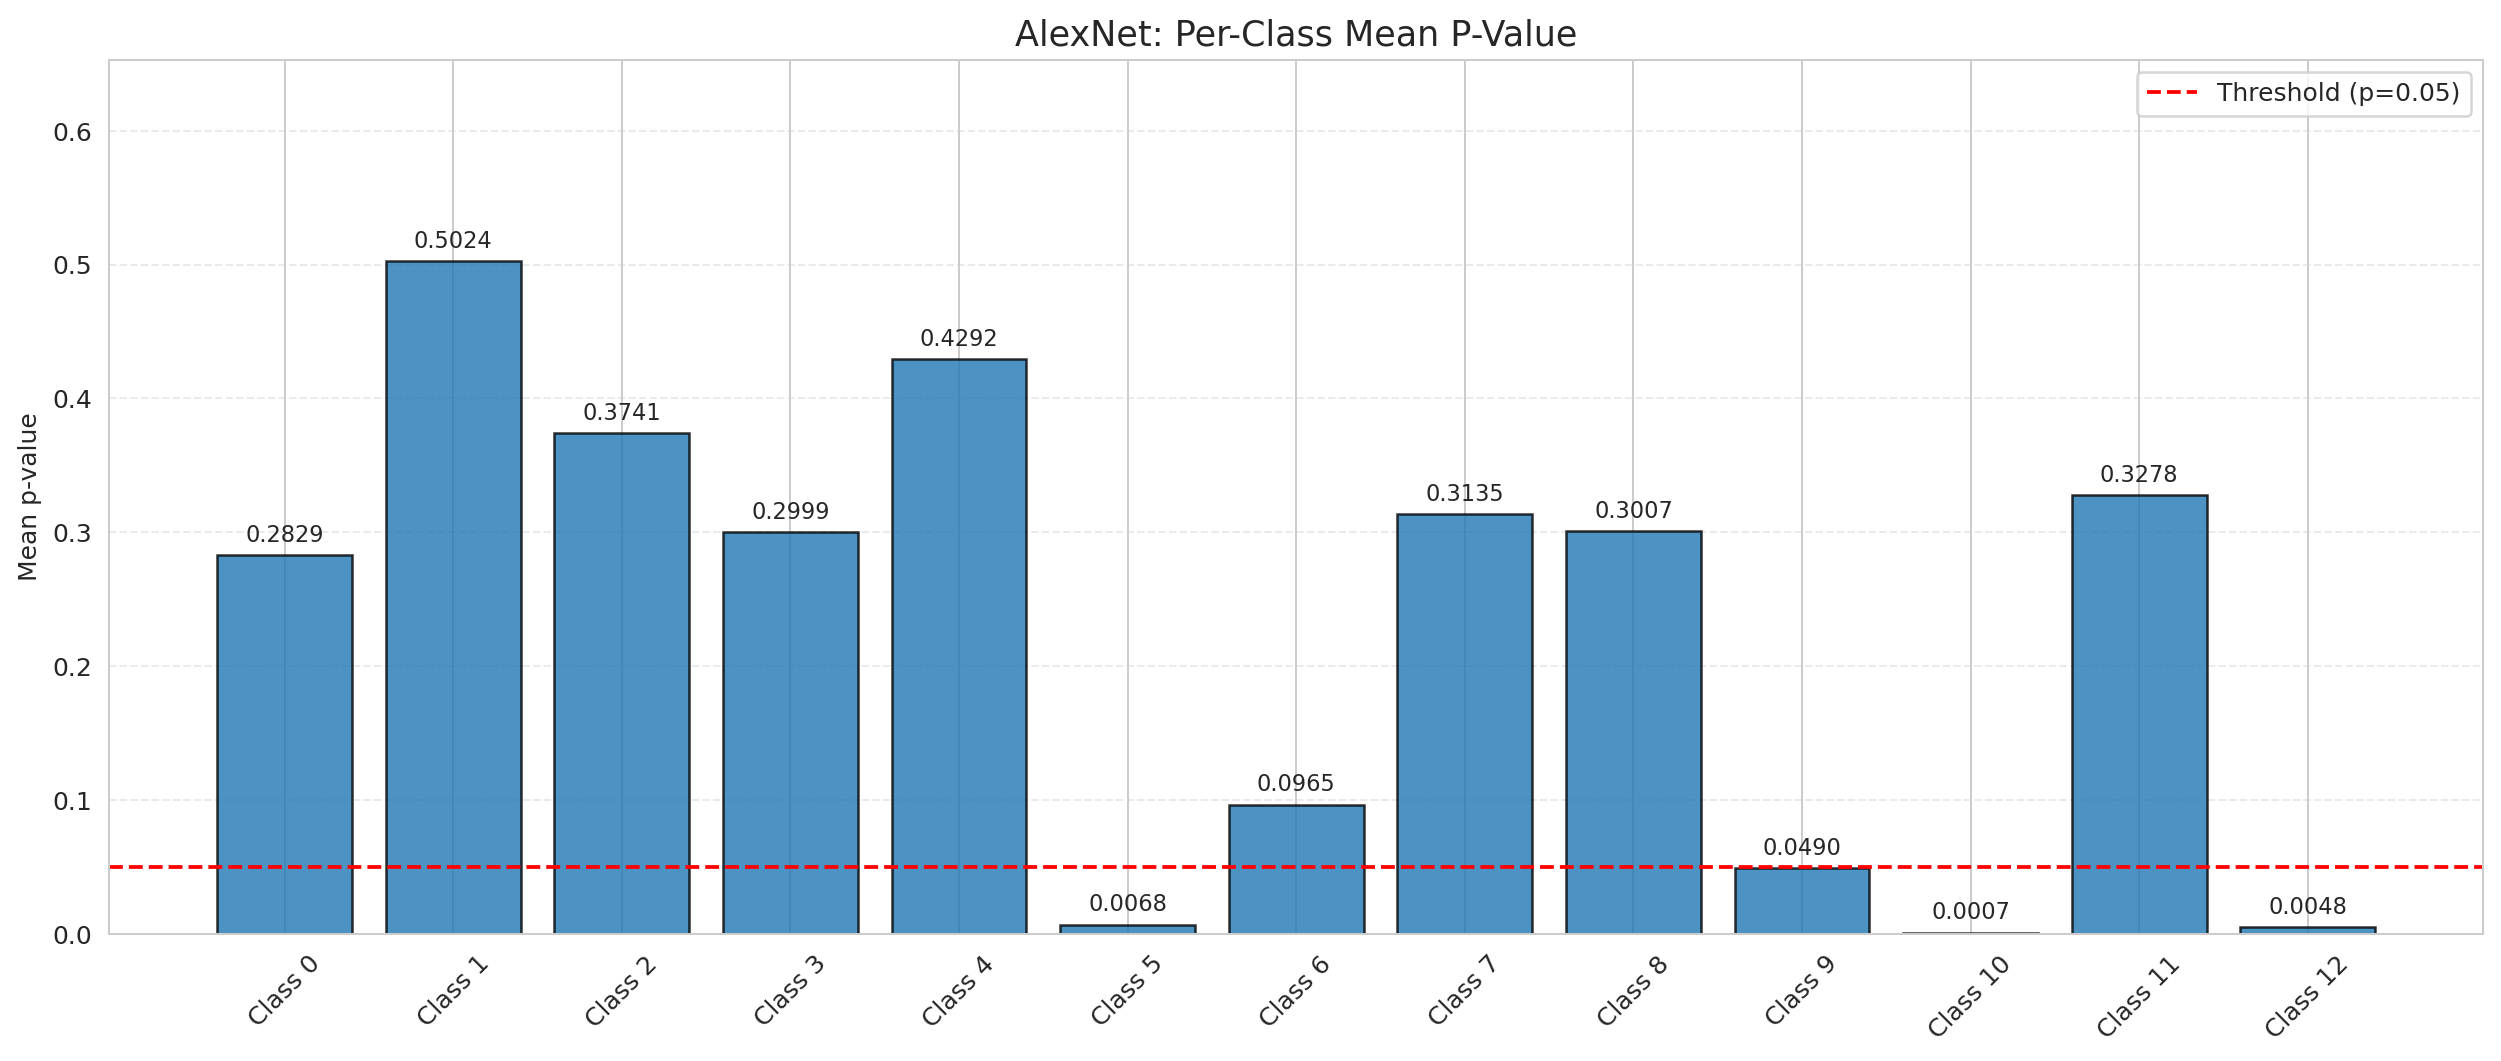 AlexNet: Per-Class Mean P-Value
Threshold (p=0.05)
Mean p-value
0.6
0.5
0.4
0.3
0.2
0.1
0.0
0.2829
0.5024
0.3741
0.2999
0.4292
0.0068
0.0965
0.3135
0.3007
0.0490
0.0007
0.3278
0.0048
Class 0
Class 1
Class 2
Class 3
Class 4
Class 5
Class 6
Class 7
Class 8
Class 9
Class 10
Class 11
Class 12